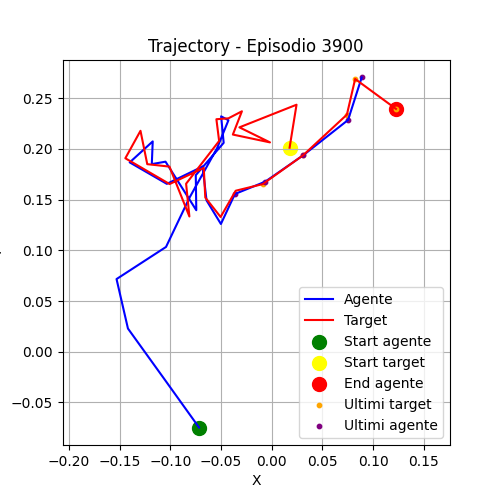 Trajectory - Episodio 3900
0.25
0.20
0.15
0.10
0.05
0.00
−0.05
Agente
Target
Start agente
Start target
End agente
Ultimi target
Ultimi agente
−0.20 −0.15 −0.10 −0.05 0.00 0.05 0.10 0.15
X